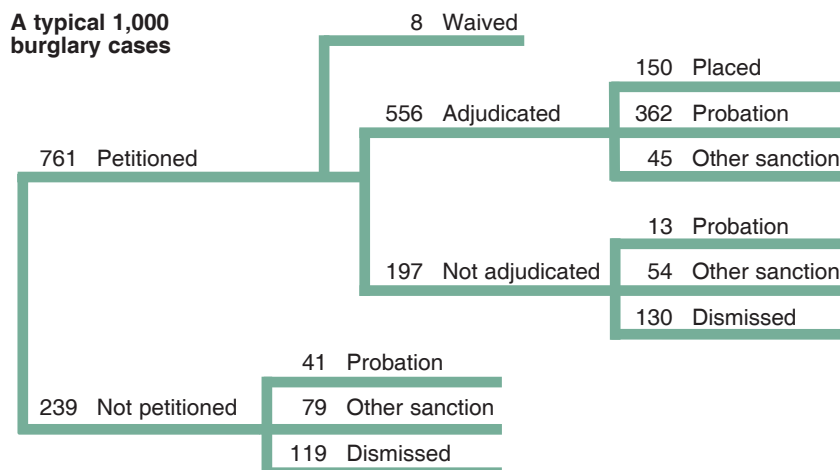 A typical 1,000
burglary cases
8 Waived
150 Placed
556 Adjudicated
362 Probation
761 Petitioned
45 Other sanction
13 Probation
197 Not adjudicated
54 Other sanction
130 Dismissed
41 Probation
239 Not petitioned
79 Other sanction
119 Dismissed